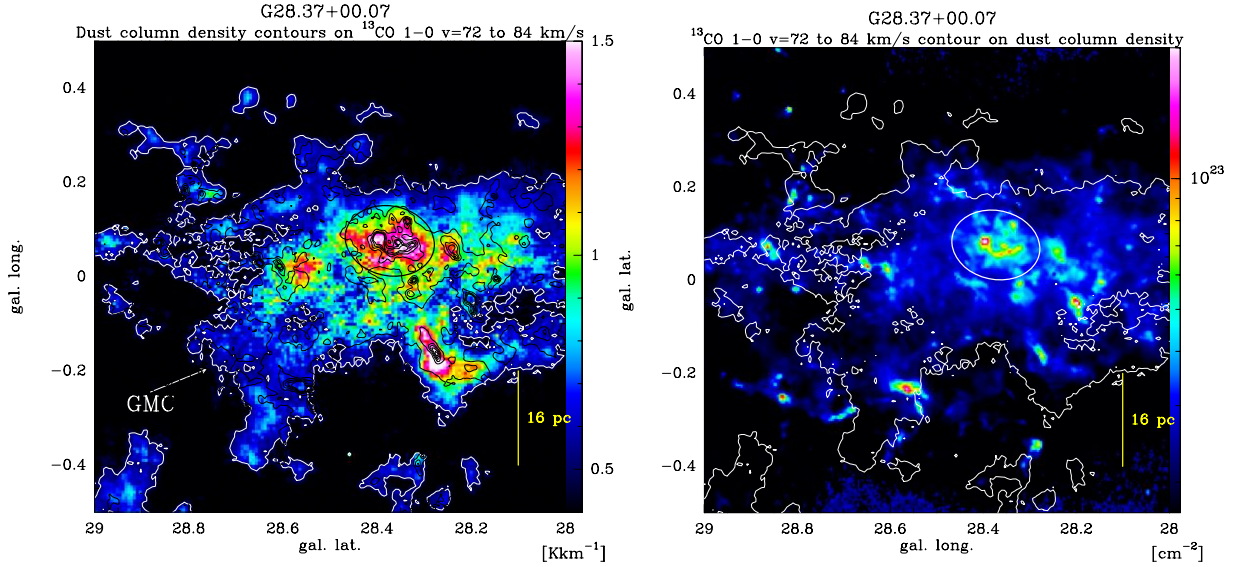 G28.37+00.07
Dust column density contours on ¹³CO 1-0 v=72 to 84 km/s
1.5
0.4
0.2
gal. long.
0
1
gal. lat.
−0.2
GMC
16 pc
−0.4
0.5
29
28.8
28.6
28.4
28.2
28
gal. lat.
[Kkm⁻¹]
G28.37+00.07
¹³CO 1-0 v=72 to 84 km/s contour on dust column density
0.4
0.2
10²³
gal. lat.
0
−0.2
16 pc
−0.4
29
28.8
28.6
28.4
28.2
28
gal. long.
[cm⁻²]